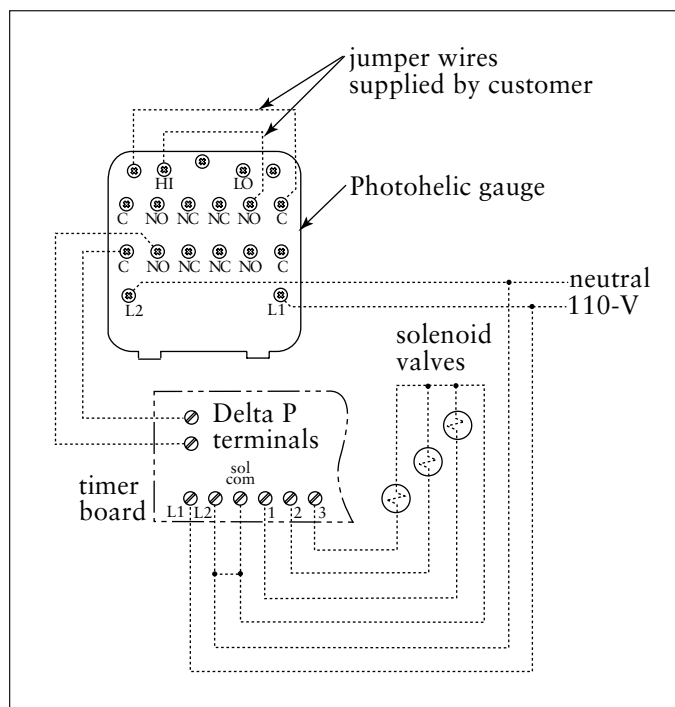 jumper wires
supplied by customer
HI LO
Photohelic gauge
C NO NC NC NO C
C NO NC NC NO C
L2 L1
neutral
110-V
solenoid
valves
Delta P
terminals
sol
com
timer
board
L1 L2 1 2 3